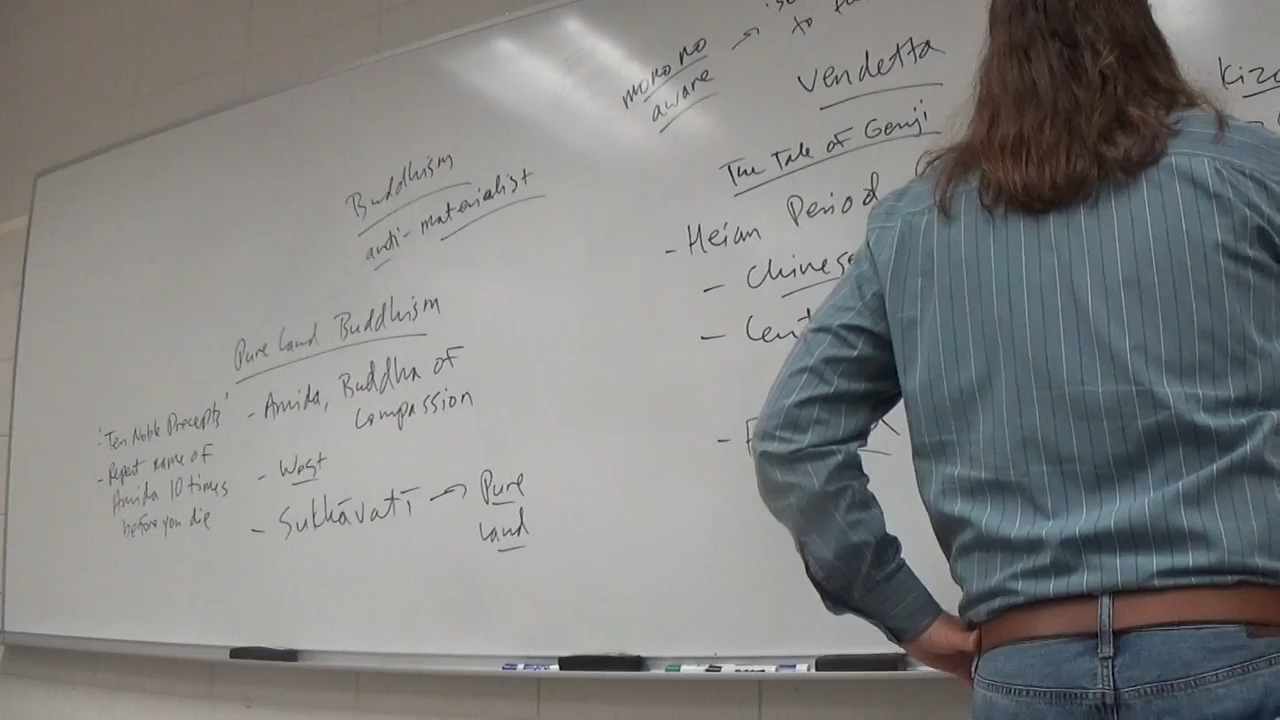 mono no
aware
to
vendetta
The Tale of Genji
- Heian Period
- Chinese
Buddhism
anti-materialist
Pure Land Buddhism
- Amida, Buddha of
compassion
- West
- Sukhāvatī → Pure
Land
'Ten Noble Precepts'
- Repeat name of
Amida 10 times
before you die